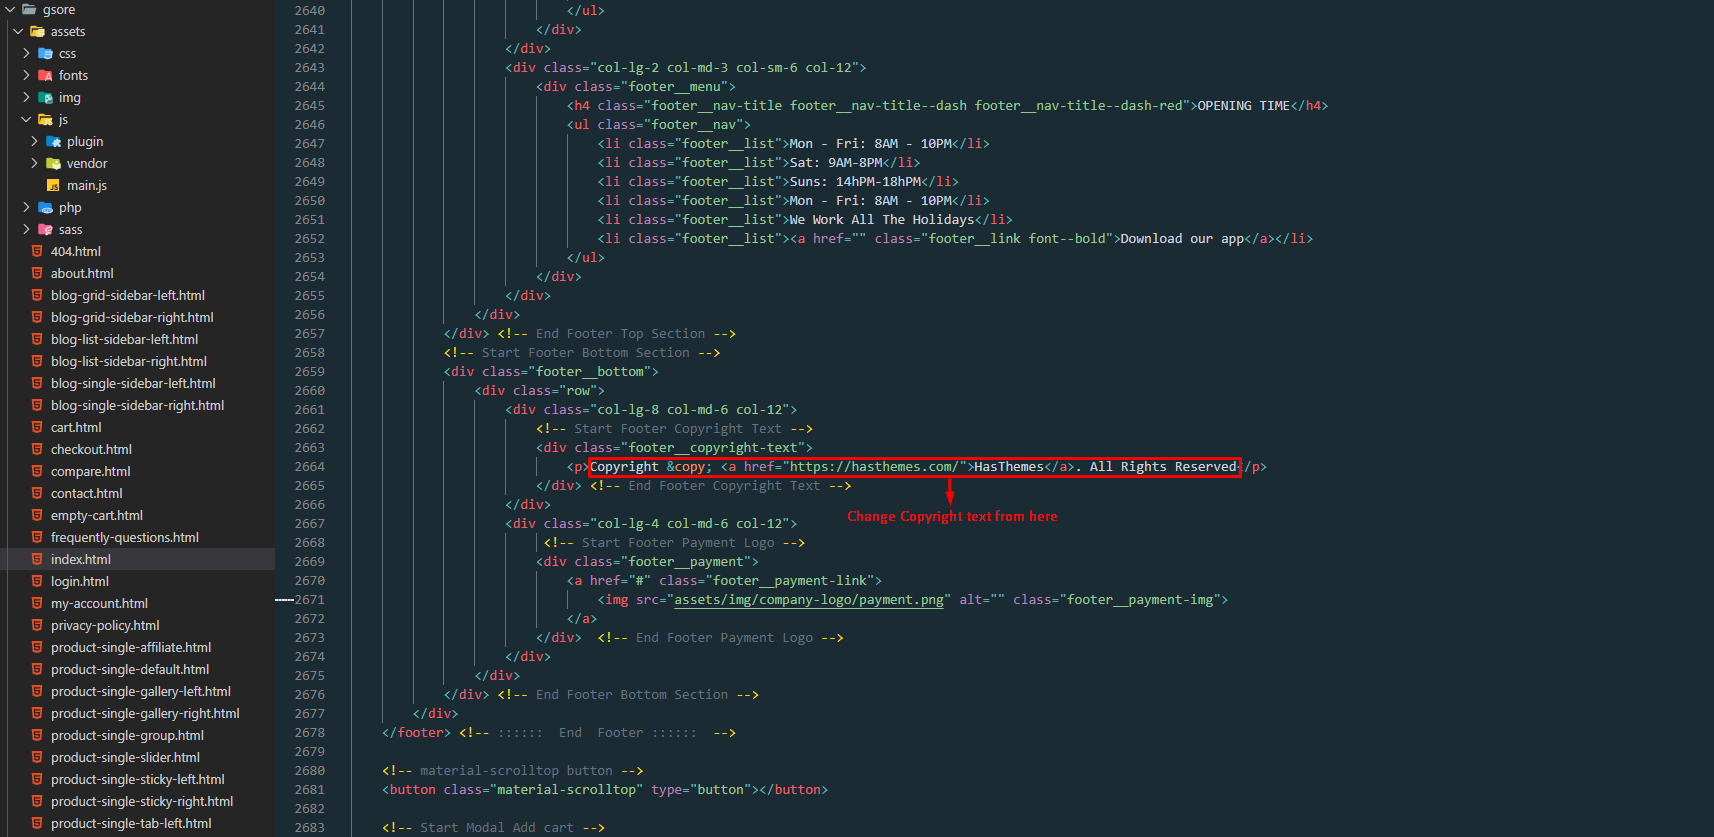 gsore
assets
css
fonts
img
js
plugin
vendor
main.js
php
sass
404.html
about.html
blog-grid-sidebar-left.html
blog-grid-sidebar-right.html
blog-list-sidebar-left.html
blog-list-sidebar-right.html
blog-single-sidebar-left.html
blog-single-sidebar-right.html
cart.html
checkout.html
compare.html
contact.html
empty-cart.html
frequently-questions.html
index.html
login.html
my-account.html
privacy-policy.html
product-single-affiliate.html
product-single-default.html
product-single-gallery-left.html
product-single-gallery-right.html
product-single-group.html
product-single-slider.html
product-single-sticky-left.html
product-single-sticky-right.html
product-single-tab-left.html
2640 </ul>
2641 </div>
2642 </div>
2643 <div class="col-lg-2 col-md-3 col-sm-6 col-12">
2644 <div class="footer__menu">
2645 <h4 class="footer__nav-title footer__nav-title--dash footer__nav-title--dash-red">OPENING TIME</h4>
2646 <ul class="footer__nav">
2647 <li class="footer__list">Mon - Fri: 8AM - 10PM</li>
2648 <li class="footer__list">Sat: 9AM-8PM</li>
2649 <li class="footer__list">Suns: 14hPM-18hPM</li>
2650 <li class="footer__list">Mon - Fri: 8AM - 10PM</li>
2651 <li class="footer__list">We Work All The Holidays</li>
2652 <li class="footer__list"><a href="" class="footer__link font--bold">Download our app</a></li>
2653 </ul>
2654 </div>
2655 </div>
2656 </div>
2657 </div> <!-- End Footer Top Section -->
2658 <!-- Start Footer Bottom Section -->
2659 <div class="footer__bottom">
2660 <div class="row">
2661 <div class="col-lg-8 col-md-6 col-12">
2662 <!-- Start Footer Copyright Text -->
2663 <div class="footer__copyright-text">
2664 <p>Copyright &copy; <a href="https://hasthemes.com/">HasThemes</a>. All Rights Reserved</p>
2665 </div> <!-- End Footer Copyright Text -->
2666 </div>
Change Copyright text from here
2667 <div class="col-lg-4 col-md-6 col-12">
2668 <!-- Start Footer Payment Logo -->
2669 <div class="footer__payment">
2670 <a href="#" class="footer__payment-link">
2671 <img src="assets/img/company-logo/payment.png" alt="" class="footer__payment-img">
2672 </a>
2673 </div> <!-- End Footer Payment Logo -->
2674 </div>
2675 </div>
2676 </div> <!-- End Footer Bottom Section -->
2677 </div>
2678 </footer> <!-- :::::: End Footer :::::: -->
2679
2680 <!-- material-scrolltop button -->
2681 <button class="material-scrolltop" type="button"></button>
2682
2683 <!-- Start Modal Add cart -->